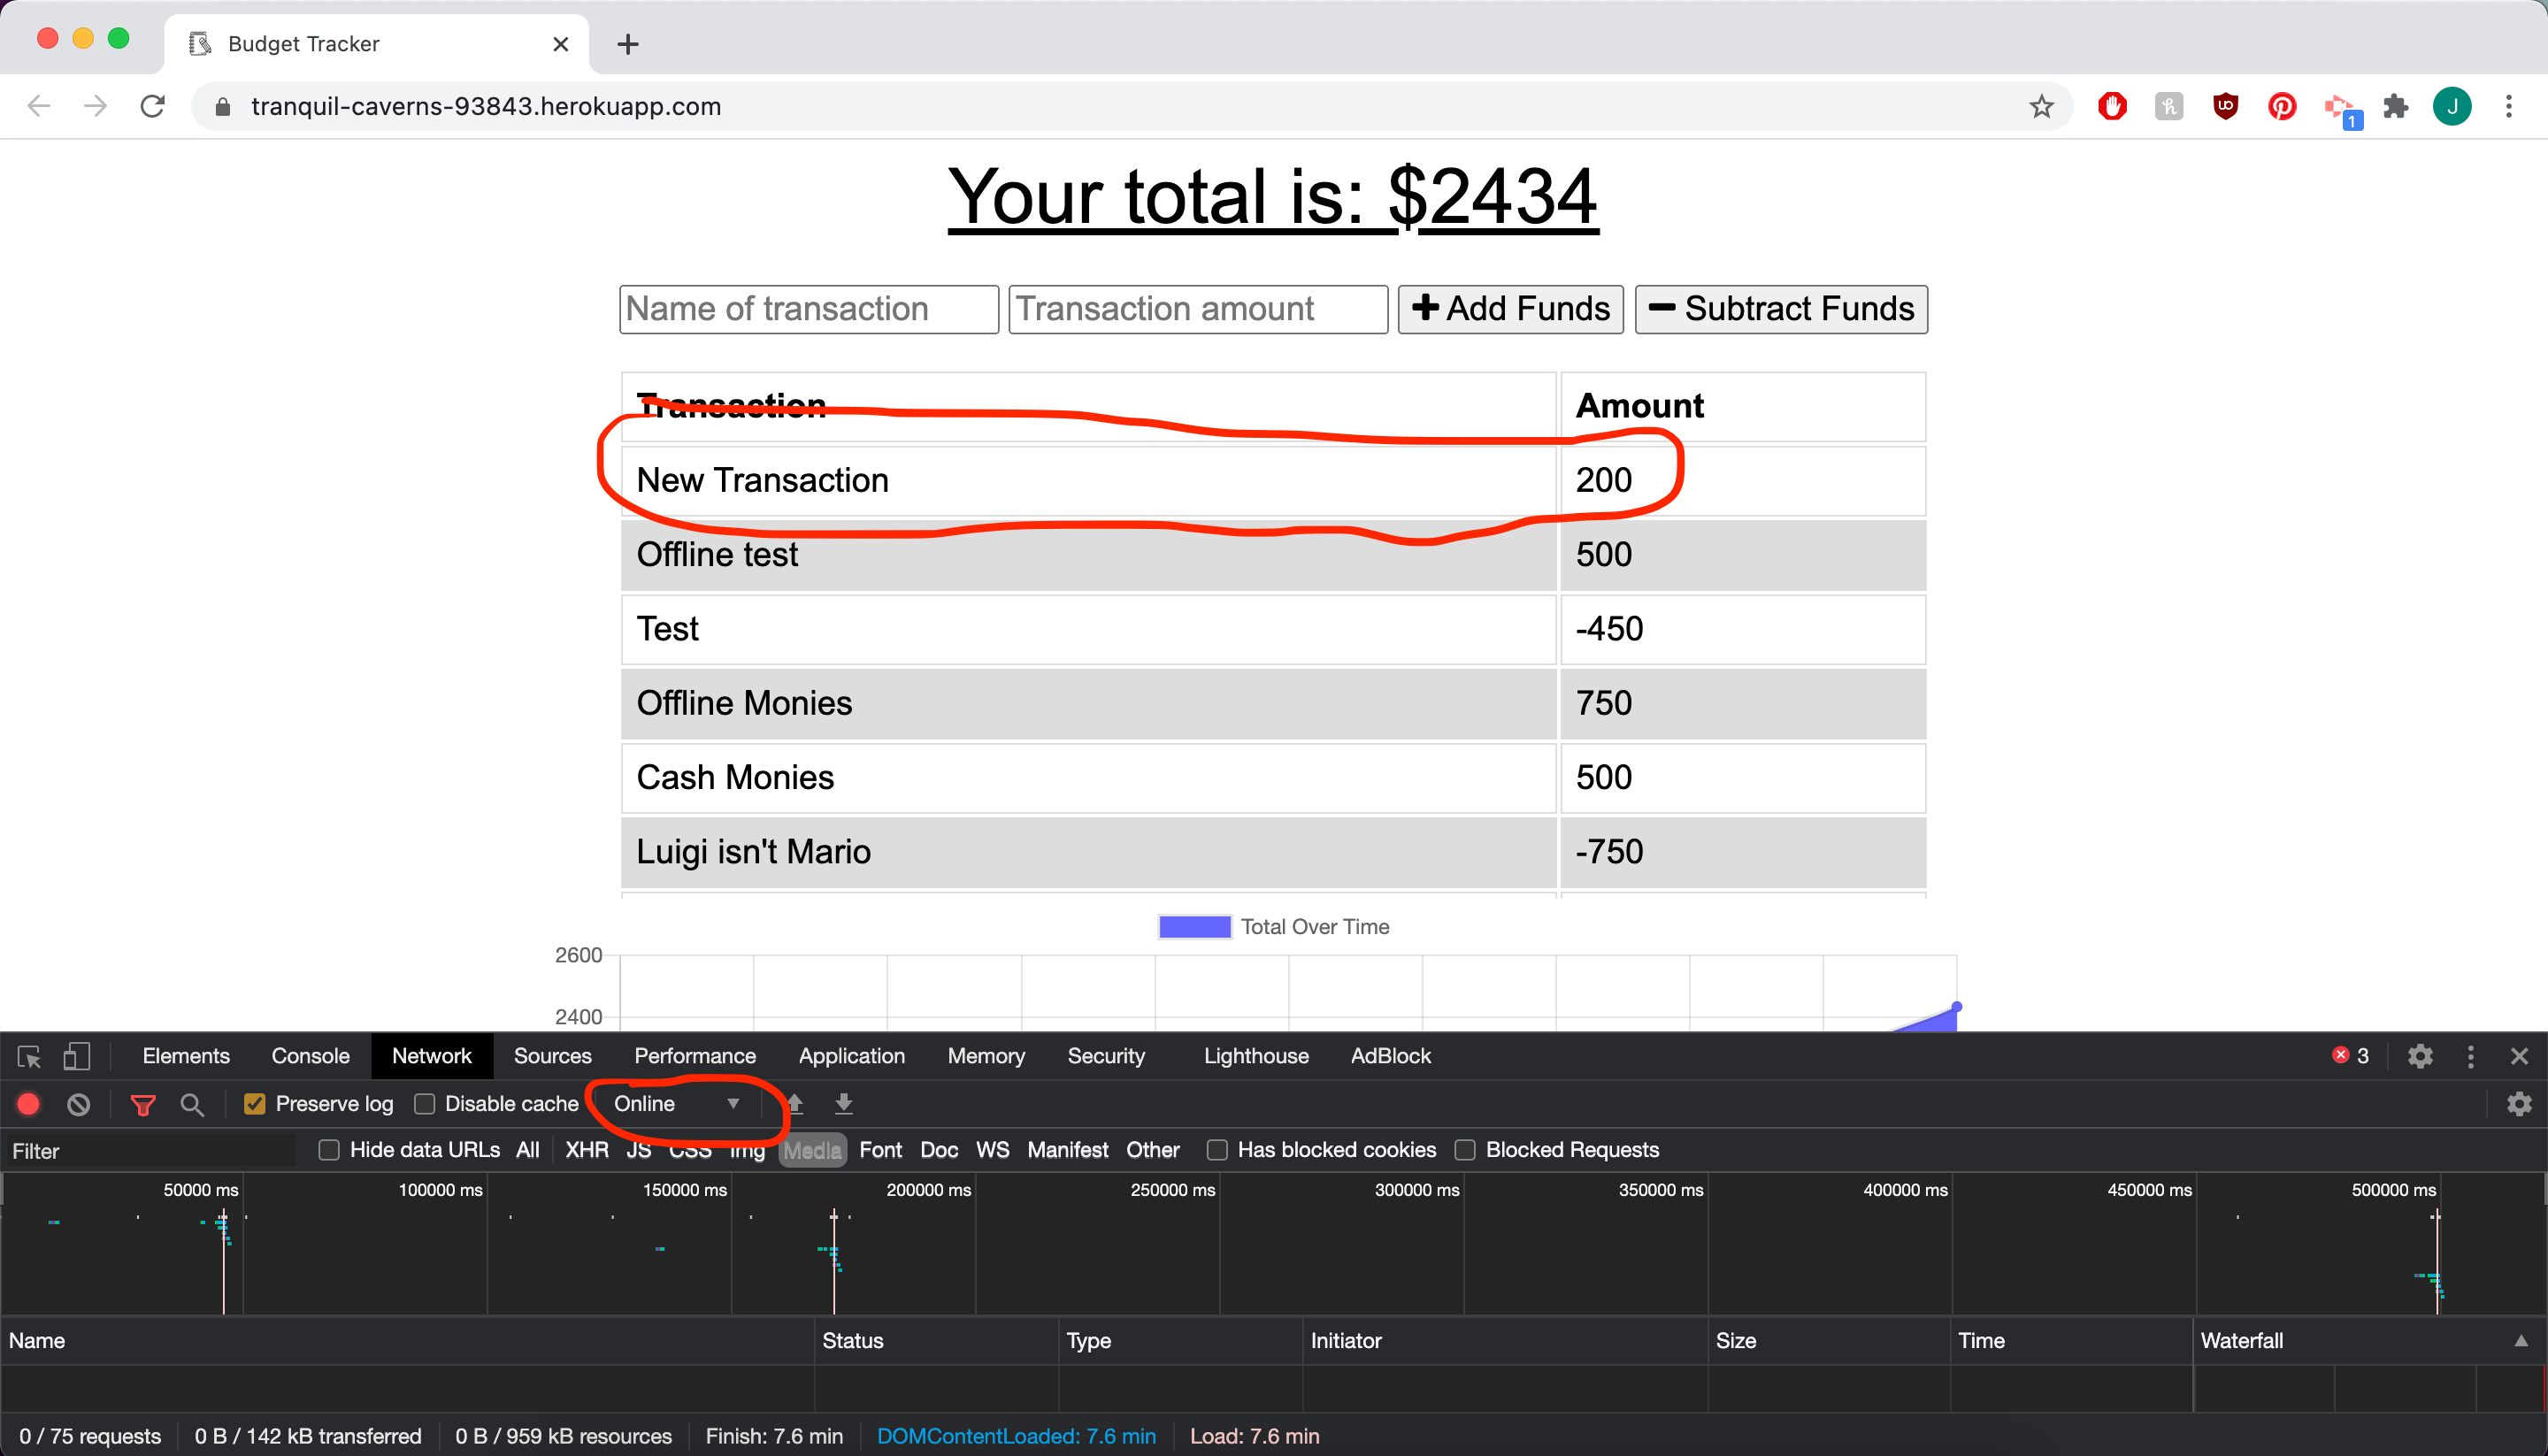 Budget Tracker
tranquil-caverns-93843.herokuapp.com
J
1
Your total is: $2434
Name of transaction Transaction amount Add Funds Subtract Funds
Transaction Amount
New Transaction 200
Offline test 500
Test -450
Offline Monies 750
Cash Monies 500
Luigi isn't Mario -750
Total Over Time
2600
2400
Elements Console Network Sources Performance Application Memory Security Lighthouse AdBlock 3
Preserve log Disable cache Online
Filter Hide data URLs All XHR JS CSS Img Media Font Doc WS Manifest Other Has blocked cookies Blocked Requests
50000 ms 100000 ms 150000 ms 200000 ms 250000 ms 300000 ms 350000 ms 400000 ms 450000 ms 500000 ms
Name Status Type Initiator Size Time Waterfall
0 / 75 requests 0 B / 142 kB transferred 0 B / 959 kB resources Finish: 7.6 min DOMContentLoaded: 7.6 min Load: 7.6 min